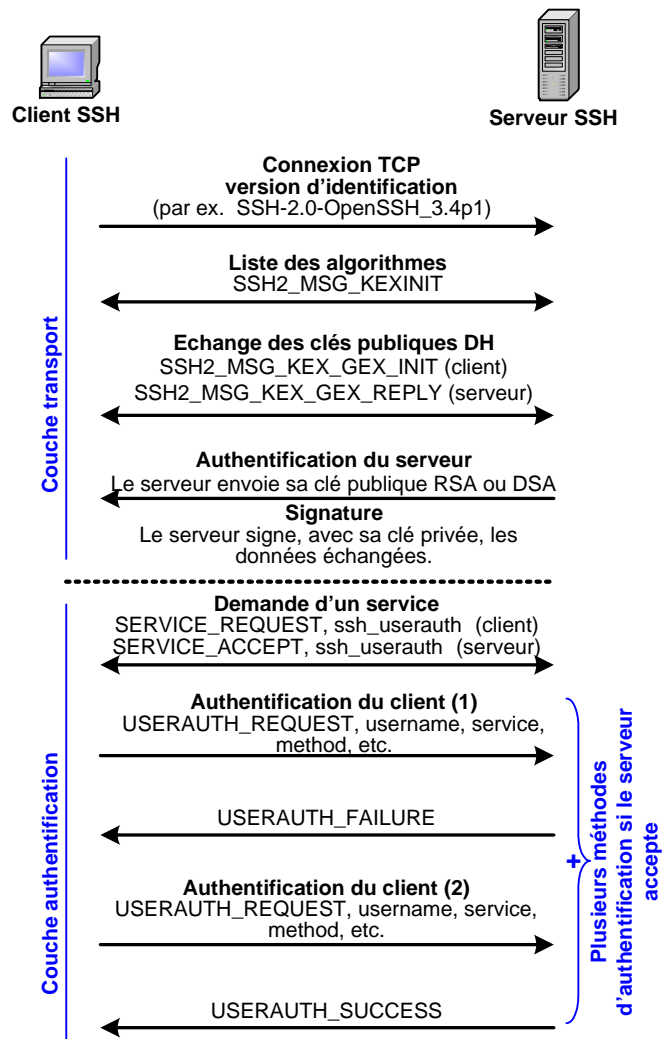 Client SSH
Serveur SSH
Connexion TCP
version d'identification
(par ex. SSH-2.0-OpenSSH_3.4p1)
Liste des algorithmes
SSH2_MSG_KEXINIT
Echange des clés publiques DH
SSH2_MSG_KEX_GEX_INIT (client)
SSH2_MSG_KEX_GEX_REPLY (serveur)
Authentification du serveur
Le serveur envoie sa clé publique RSA ou DSA
Signature
Le serveur signe, avec sa clé privée, les
données échangées.
Couche transport
Demande d'un service
SERVICE_REQUEST, ssh_userauth (client)
SERVICE_ACCEPT, ssh_userauth (serveur)
Authentification du client (1)
USERAUTH_REQUEST, username, service,
method, etc.
USERAUTH_FAILURE
Authentification du client (2)
USERAUTH_REQUEST, username, service,
method, etc.
USERAUTH_SUCCESS
Couche authentification
+
Plusieurs méthodes
d'authentification si le serveur
accepte